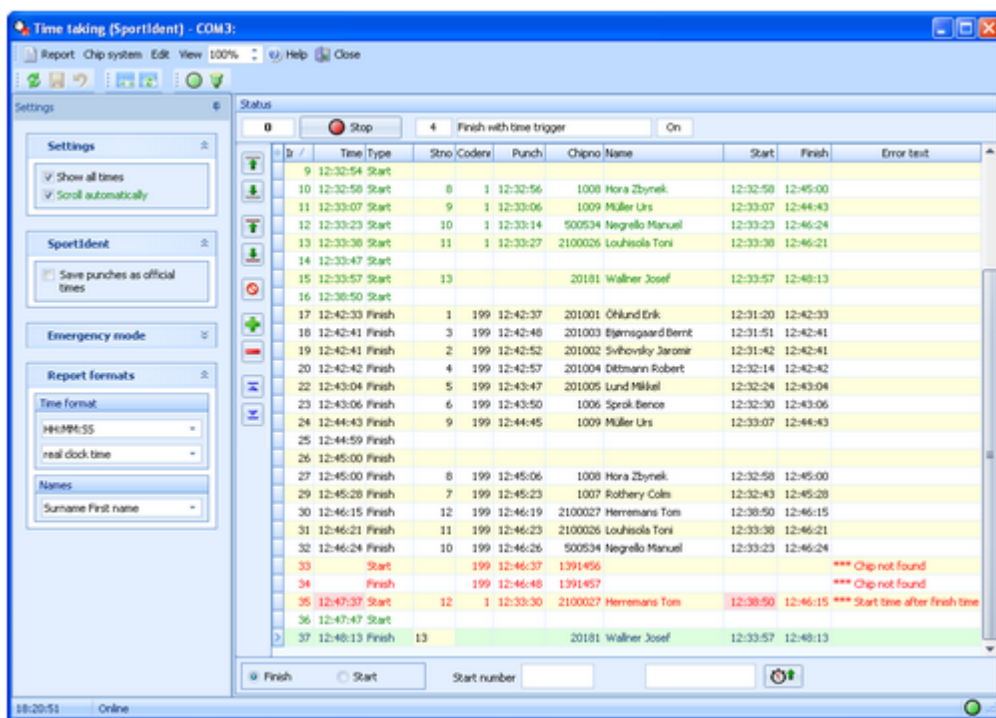 Time taking (SportIdent) - COM3:
Report Chip system Edit View 100% Help Close
Settings
Status
0 Stop 4 Finish with time trigger On
Settings
Show all times
Scroll automatically
SportIdent
Save punches as official
times
Emergency mode
Report formats
Time format
HH:MM:SS
real clock time
Names
Surname First name
Time Type Stno Codenr Punch Chipno Name Start Finish Error text
9 12:32:54 Start
10 12:32:58 Start 8 1 12:32:56 1008 Hora Zbynek 12:32:58 12:45:00
11 12:33:07 Start 9 1 12:33:06 1009 Müller Urs 12:33:07 12:44:43
12 12:33:23 Start 10 1 12:33:14 500534 Negrello Manuel 12:33:23 12:46:24
13 12:33:38 Start 11 1 12:33:27 2100026 Louhisola Toni 12:33:38 12:46:21
14 12:33:47 Start
15 12:33:57 Start 13 20181 Wallner Josef 12:33:57 12:48:13
16 12:38:50 Start
17 12:42:33 Finish 1 199 12:42:37 201001 Öhlund Erik 12:31:20 12:42:33
18 12:42:41 Finish 3 199 12:42:48 201003 Bjørnsgaard Bernt 12:31:51 12:42:41
19 12:42:41 Finish 2 199 12:42:52 201002 Svihovsky Jaromir 12:31:42 12:42:41
20 12:42:42 Finish 4 199 12:42:57 201004 Dittmann Robert 12:32:14 12:42:42
22 12:43:04 Finish 5 199 12:43:47 201005 Lund Mikkel 12:32:24 12:43:04
23 12:43:06 Finish 6 199 12:43:50 1006 Sprok Bence 12:32:30 12:43:06
24 12:44:43 Finish 9 199 12:44:45 1009 Müller Urs 12:33:07 12:44:43
25 12:44:59 Finish
26 12:45:00 Finish
27 12:45:00 Finish 8 199 12:45:06 1008 Hora Zbynek 12:32:58 12:45:00
29 12:45:28 Finish 7 199 12:45:23 1007 Rothery Colm 12:32:43 12:45:28
30 12:46:15 Finish 12 199 12:46:19 2100027 Herremans Tom 12:38:50 12:46:15
31 12:46:21 Finish 11 199 12:46:23 2100026 Louhisola Toni 12:33:38 12:46:21
32 12:46:24 Finish 10 199 12:46:26 500534 Negrello Manuel 12:33:23 12:46:24
33 Start 199 12:46:37 1391456 *** Chip not found
34 Finish 199 12:46:48 1391457 *** Chip not found
35 12:47:37 Start 12 1 12:33:30 2100027 Herremans Tom 12:38:50 12:46:15 *** Start time after finish time
36 12:47:47 Start
37 12:48:13 Finish 13 20181 Wallner Josef 12:33:57 12:48:13
Finish Start Start number
18:20:51 Online